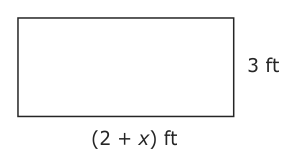 3 ft
(2 + x) ft